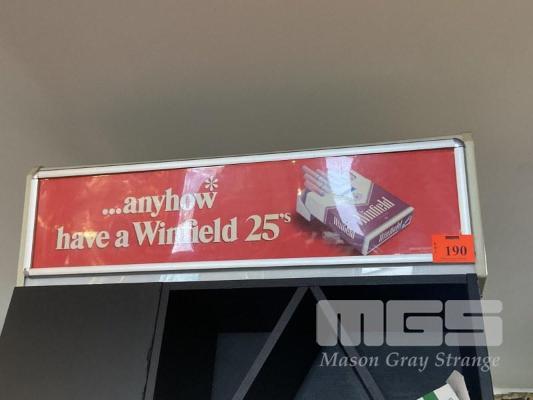 ...anyhow*
have a Winfield 25's
Winfield
Winfield
190
MGS
Mason Gray Strange